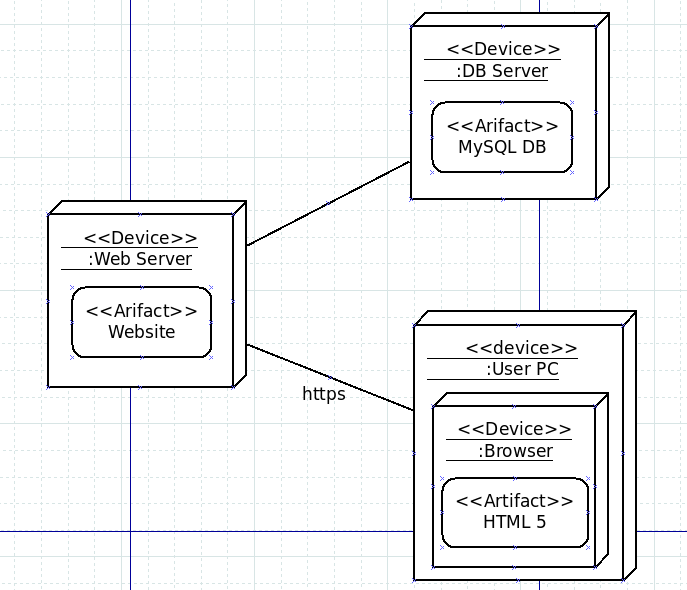 <<Device>>
:DB Server
<<Arifact>>
MySQL DB
<<Device>>
:Web Server
<<Arifact>>
Website
https
<<device>>
:User PC
<<Device>>
:Browser
<<Artifact>>
HTML 5